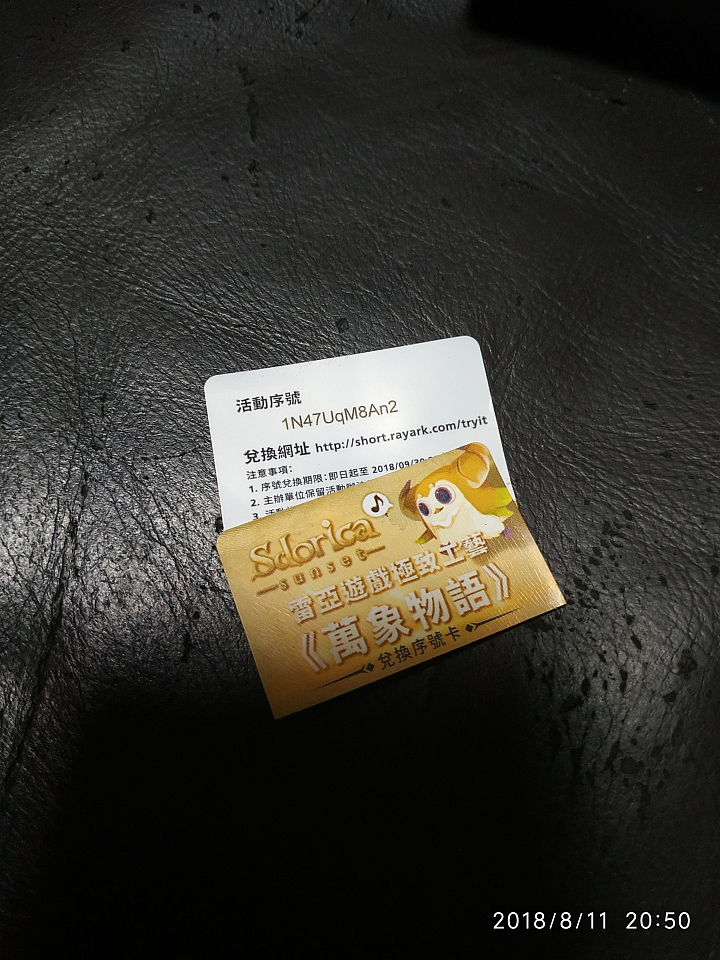 活動序號
1N47UqM8An2
兌換網址 http://short.rayark.com/tryit
注意事項:
1. 序號兌換期限:即日起至 2018/09/30
2. 主辦單位保留活動
3. 活動
Sdorica
sunset
雷亞遊戲極致工藝
《萬象物語》
兌換序號卡
2018/8/11 20:50